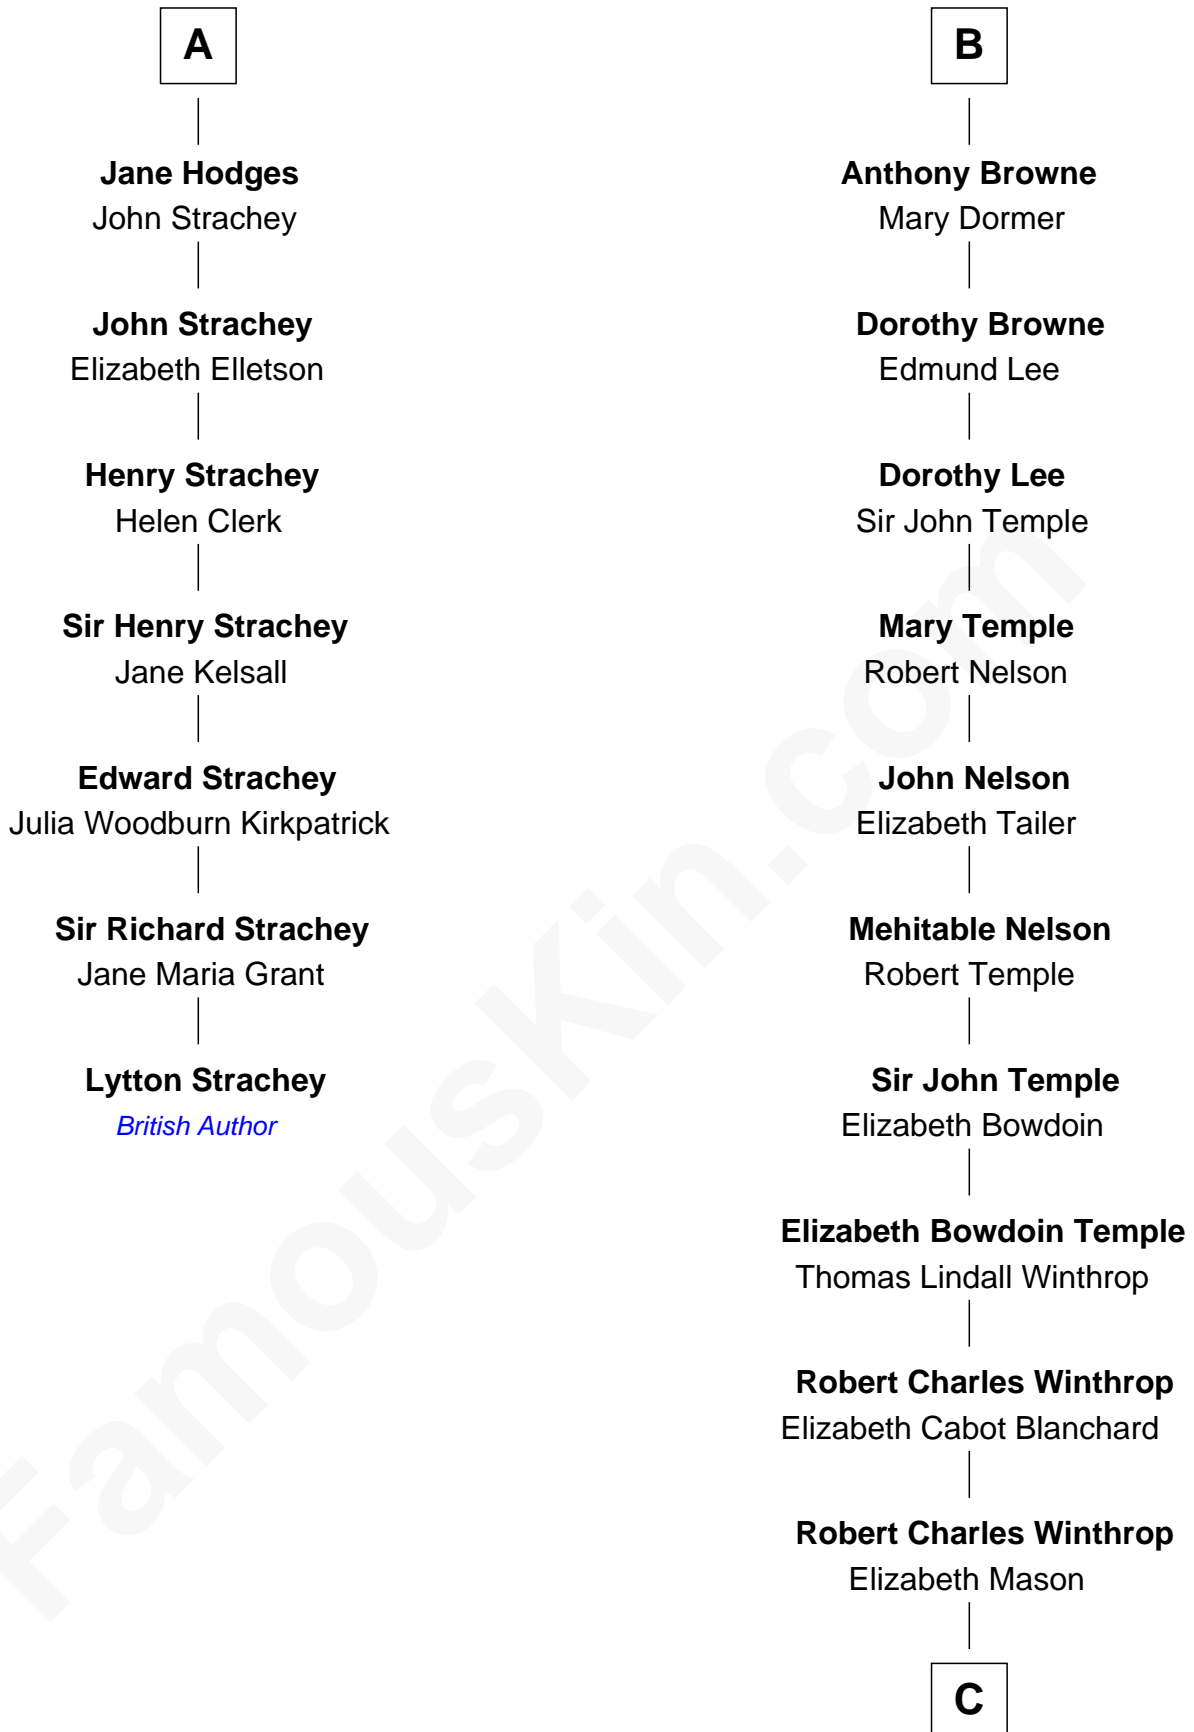 A
Jane Hodges
John Strachey
John Strachey
Elizabeth Elletson
Henry Strachey
Helen Clerk
Sir Henry Strachey
Jane Kelsall
Edward Strachey
Julia Woodburn Kirkpatrick
Sir Richard Strachey
Jane Maria Grant
Lytton Strachey
British Author
B
Anthony Browne
Mary Dormer
Dorothy Browne
Edmund Lee
Dorothy Lee
Sir John Temple
Mary Temple
Robert Nelson
John Nelson
Elizabeth Tailer
Mehitable Nelson
Robert Temple
Sir John Temple
Elizabeth Bowdoin
Elizabeth Bowdoin Temple
Thomas Lindall Winthrop
Robert Charles Winthrop
Elizabeth Cabot Blanchard
Robert Charles Winthrop
Elizabeth Mason
C
FamousKin.com